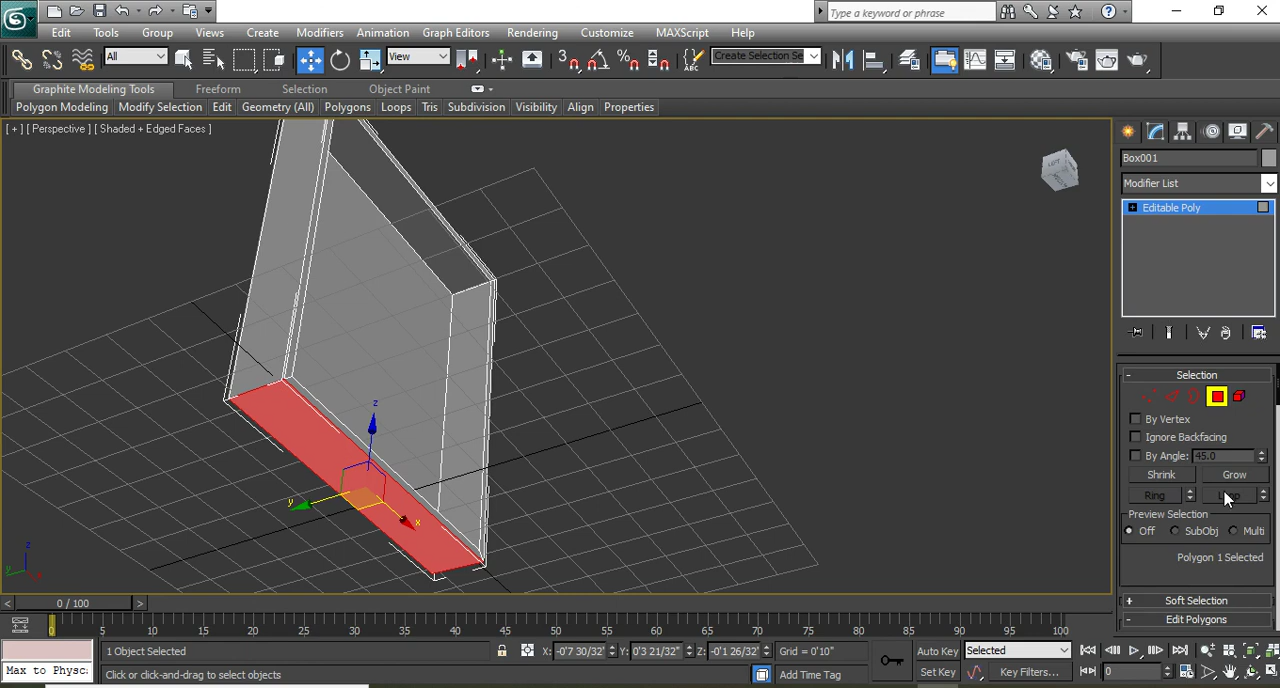 Type a keyword or phrase
Edit Tools Group Views Create Modifiers Animation Graph Editors Rendering Customize MAXScript Help
All View 3 % ABC Create Selection Se
Graphite Modeling Tools Freeform Selection Object Paint
Polygon Modeling Modify Selection Edit Geometry (All) Polygons Loops Tris Subdivision Visibility Align Properties
[ + ] [ Perspective ] [ Shaded + Edged Faces ]
LEFT
Box001
Modifier List
Editable Poly
- Selection
By Vertex
Ignore Backfacing
By Angle: 45.0
Shrink Grow
Ring
Preview Selection
Off SubObj Multi
Polygon 1 Selected
+ Soft Selection
- Edit Polygons
z
y
x
z
y
x
< 0 / 100 >
0 5 10 15 20 25 30 35 40 45 50 55 60 65 70 75 80 85 90 95 100
1 Object Selected X: -0'7 30/32" Y: 0'3 21/32" Z: -0'1 26/32" Grid = 0'10" Auto Key Selected
Max to Physc: Click or click-and-drag to select objects Add Time Tag Set Key Key Filters... 0